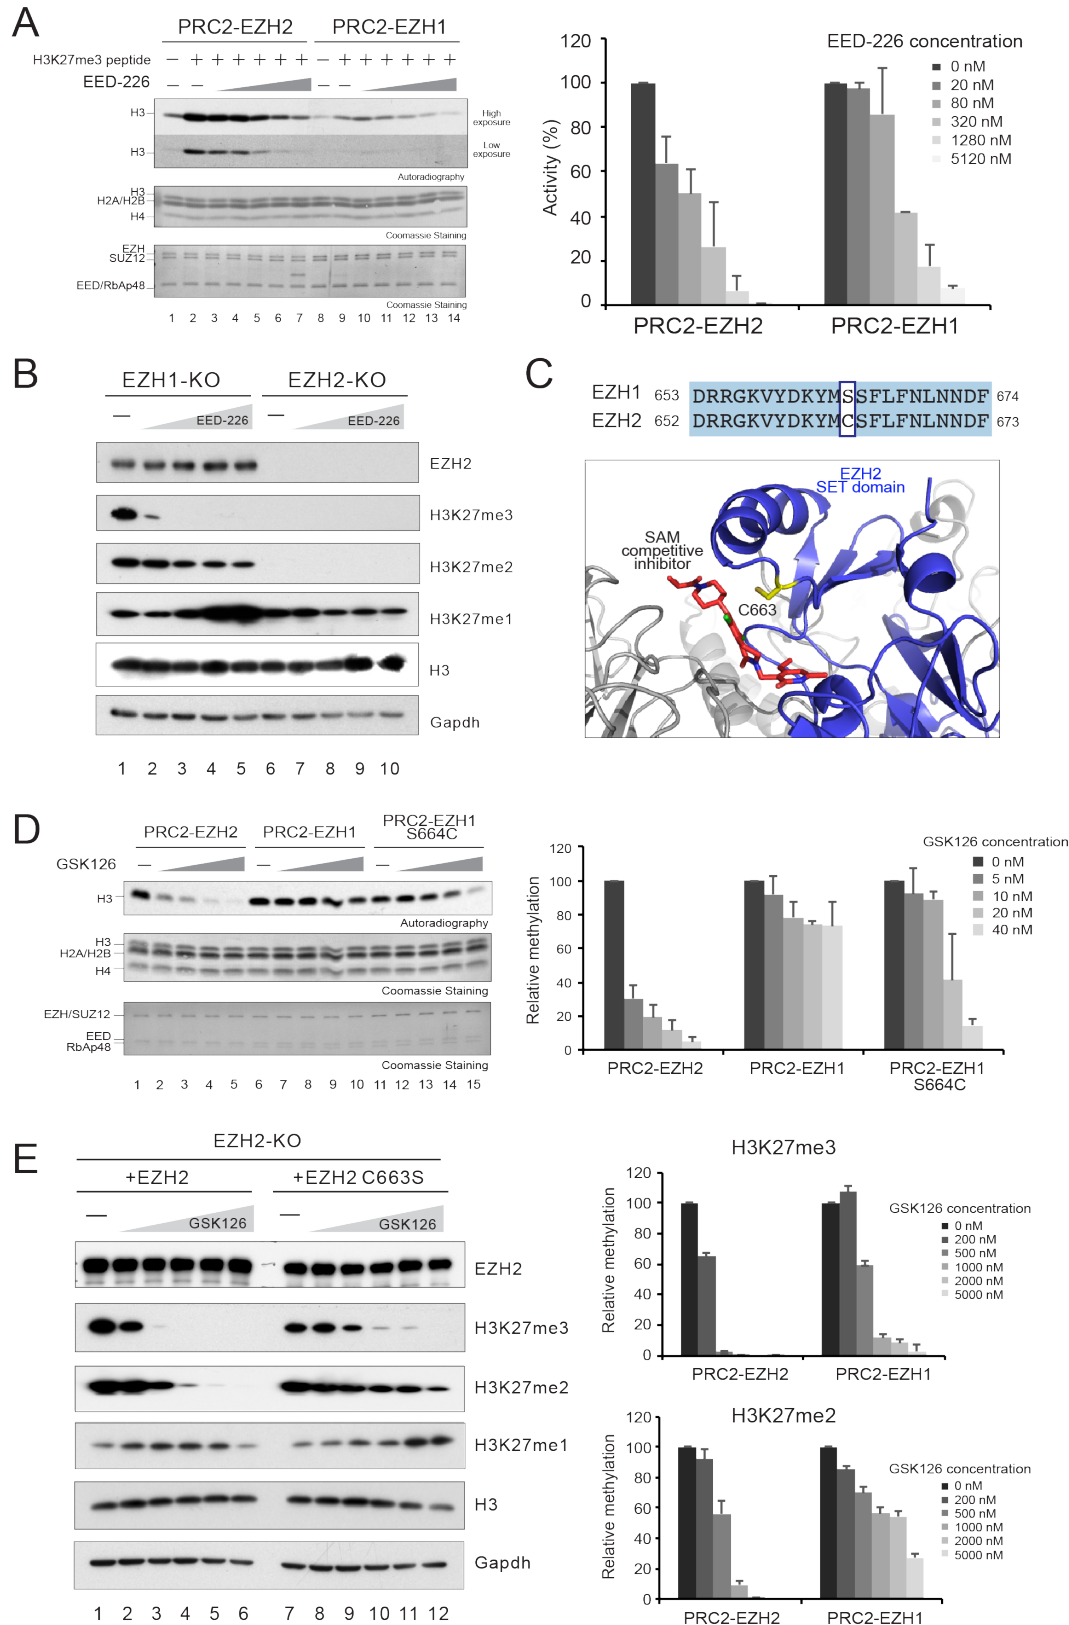 A
PRC2-EZH2 PRC2-EZH1
H3K27me3 peptide − + + + + + + − + + + + + +
EED-226 − − − −
H3 High exposure
H3 Low exposure
Autoradiography
H3
H2A/H2B
H4
Coomassie Staining
EZH
SUZ12
EED/RbAp48
Coomassie Staining
1 2 3 4 5 6 7 8 9 10 11 12 13 14
Activity (%)
120
100
80
60
40
20
0
EED-226 concentration
0 nM
20 nM
80 nM
320 nM
1280 nM
5120 nM
PRC2-EZH2 PRC2-EZH1
B
EZH1-KO EZH2-KO
− EED-226 − EED-226
EZH2
H3K27me3
H3K27me2
H3K27me1
H3
Gapdh
1 2 3 4 5 6 7 8 9 10
C
EZH1 653 DRRGKVYDKYMSSFLFNLNNDF 674
EZH2 652 DRRGKVYDKYMCSFLFNLNNDF 673
EZH2
SET domain
SAM
competitive
inhibitor
C663
D
PRC2-EZH2 PRC2-EZH1 PRC2-EZH1
S664C
GSK126 − − −
H3
Autoradiography
H3
H2A/H2B
H4
Coomassie Staining
EZH/SUZ12
EED
RbAp48
Coomassie Staining
1 2 3 4 5 6 7 8 9 10 11 12 13 14 15
Relative methylation
120
100
80
60
40
20
0
GSK126 concentration
0 nM
5 nM
10 nM
20 nM
40 nM
PRC2-EZH2 PRC2-EZH1 PRC2-EZH1
S664C
E
EZH2-KO
+EZH2 +EZH2 C663S
− GSK126 − GSK126
EZH2
H3K27me3
H3K27me2
H3K27me1
H3
Gapdh
1 2 3 4 5 6 7 8 9 10 11 12
H3K27me3
Relative methylation
120
100
80
60
40
20
0
GSK126 concentration
0 nM
200 nM
500 nM
1000 nM
2000 nM
5000 nM
PRC2-EZH2 PRC2-EZH1
H3K27me2
Relative methylation
120
100
80
60
40
20
0
GSK126 concentration
0 nM
200 nM
500 nM
1000 nM
2000 nM
5000 nM
PRC2-EZH2 PRC2-EZH1